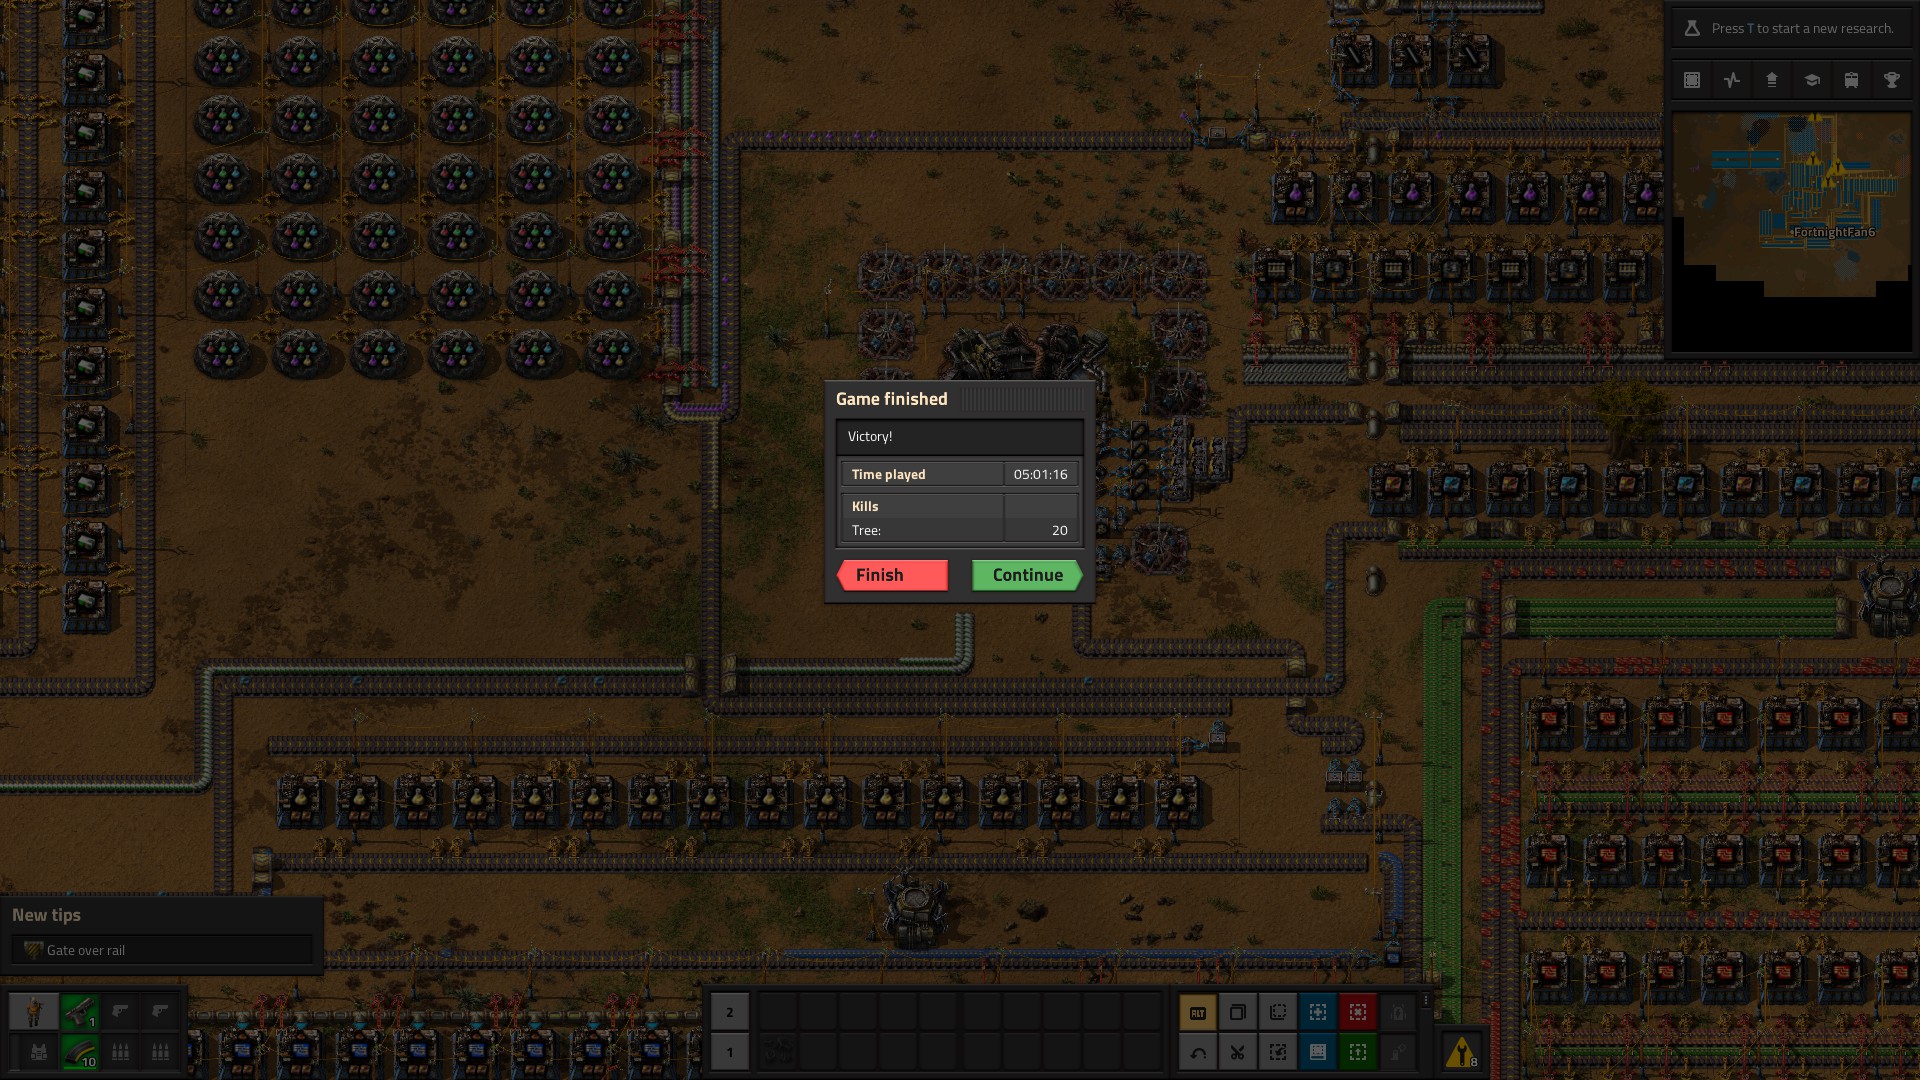 Press T to start a new research.
FortnightFan6
Game finished
Victory!
Time played 05:01:16
Kills
Tree: 20
Finish Continue
New tips
Gate over rail
1
10
2
1
ALT
8